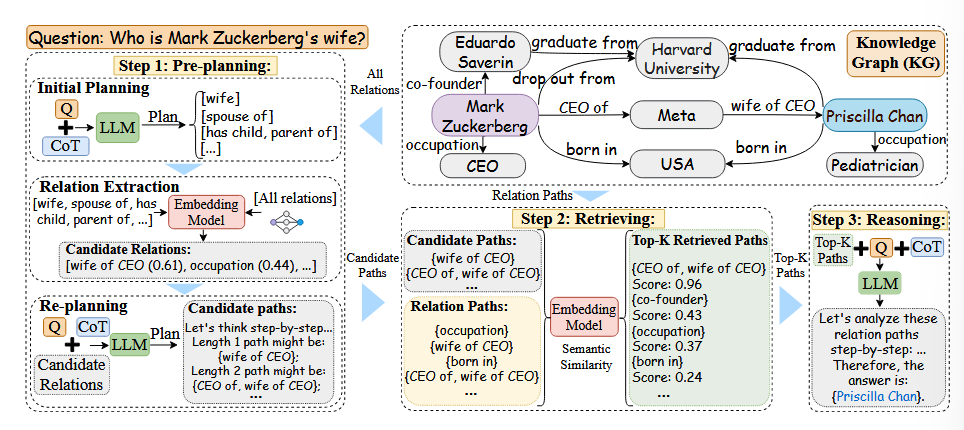 Question: Who is Mark Zuckerberg's wife?
Step 1: Pre-planning:
Initial Planning
Q
CoT
LLM
Plan
[wife]
[spouse of]
[has child, parent of]
[...]
Relation Extraction
[wife, spouse of, has
child, parent of, ...]
Embedding
Model
[All relations]
Candidate Relations:
[wife of CEO (0.61), occupation (0.44), ...]
Re-planning
Q
CoT
Candidate
Relations
LLM
Plan
Candidate paths:
Let's think step-by-step...
Length 1 path might be:
{wife of CEO};
Length 2 path might be:
{CEO of, wife of CEO};
...
All
Relations
Knowledge
Graph (KG)
Eduardo
Saverin
graduate from
Harvard
University
graduate from
co-founder
drop out from
Mark
Zuckerberg
CEO of
Meta
wife of CEO
Priscilla Chan
occupation
CEO
born in
USA
born in
occupation
Pediatrician
Relation Paths
Candidate
Paths
Step 2: Retrieving:
Candidate Paths:
{wife of CEO}
{CEO of, wife of CEO}
...
Relation Paths:
{occupation}
{wife of CEO}
{born in}
{CEO of, wife of CEO}
...
Embedding
Model
Semantic
Similarity
Top-K Retrieved Paths
{CEO of, wife of CEO}
Score: 0.96
{co-founder}
Score: 0.43
{occupation}
Score: 0.37
{born in}
Score: 0.24
...
Top-K
Paths
Step 3: Reasoning:
Top-K
Paths
Q
CoT
LLM
Let's analyze these
relation paths
step-by-step: ...
Therefore, the
answer is:
{Priscilla Chan}.